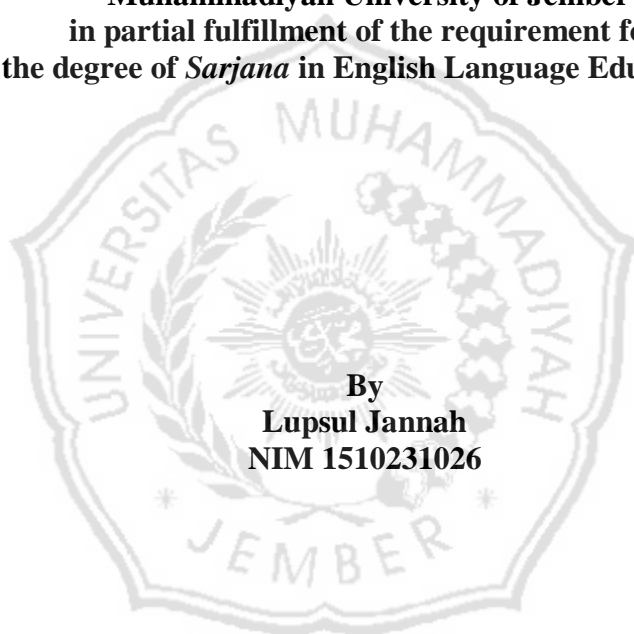 Muhammadiyah University of Jember
in partial fulfillment of the requirement fo
the degree of Sarjana in English Language Edu
UNIVERSITAS MUHAMMADIYAH
By
Lupsul Jannah
NIM 1510231026
* JEMBER *